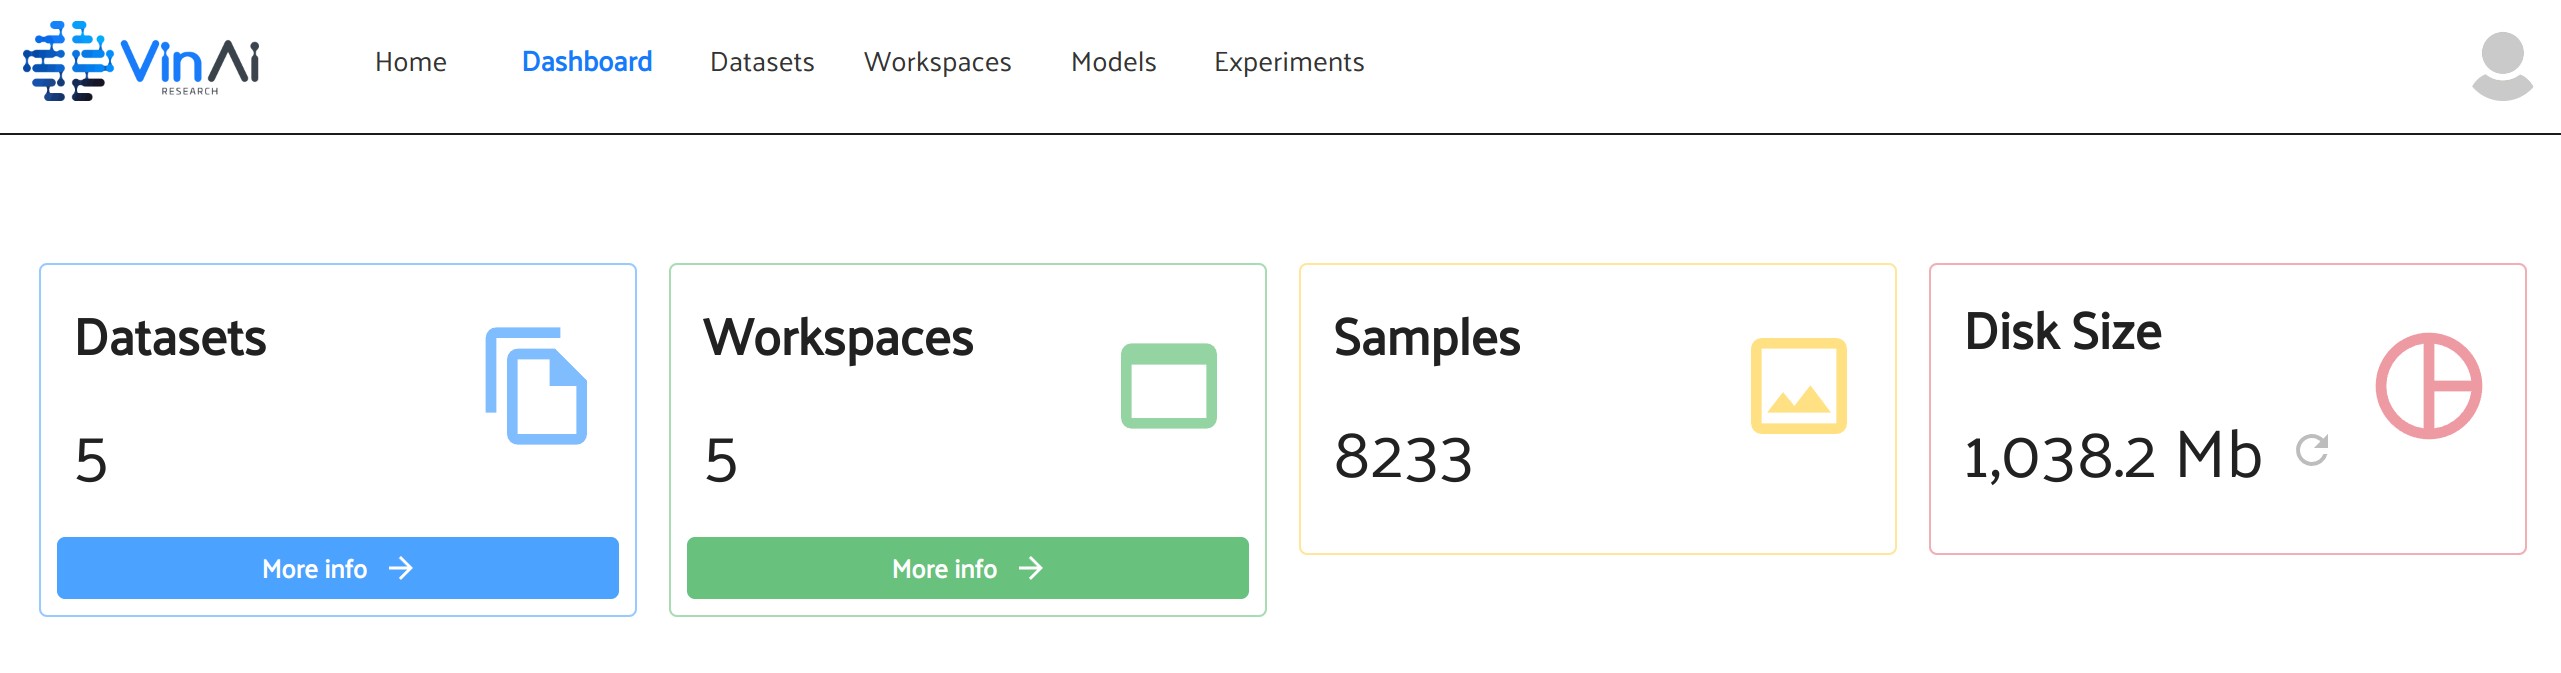 VinAi
RESEARCH
Home Dashboard Datasets Workspaces Models Experiments
Datasets
5
More info
Workspaces
5
More info
Samples
8233
Disk Size
1,038.2 Mb